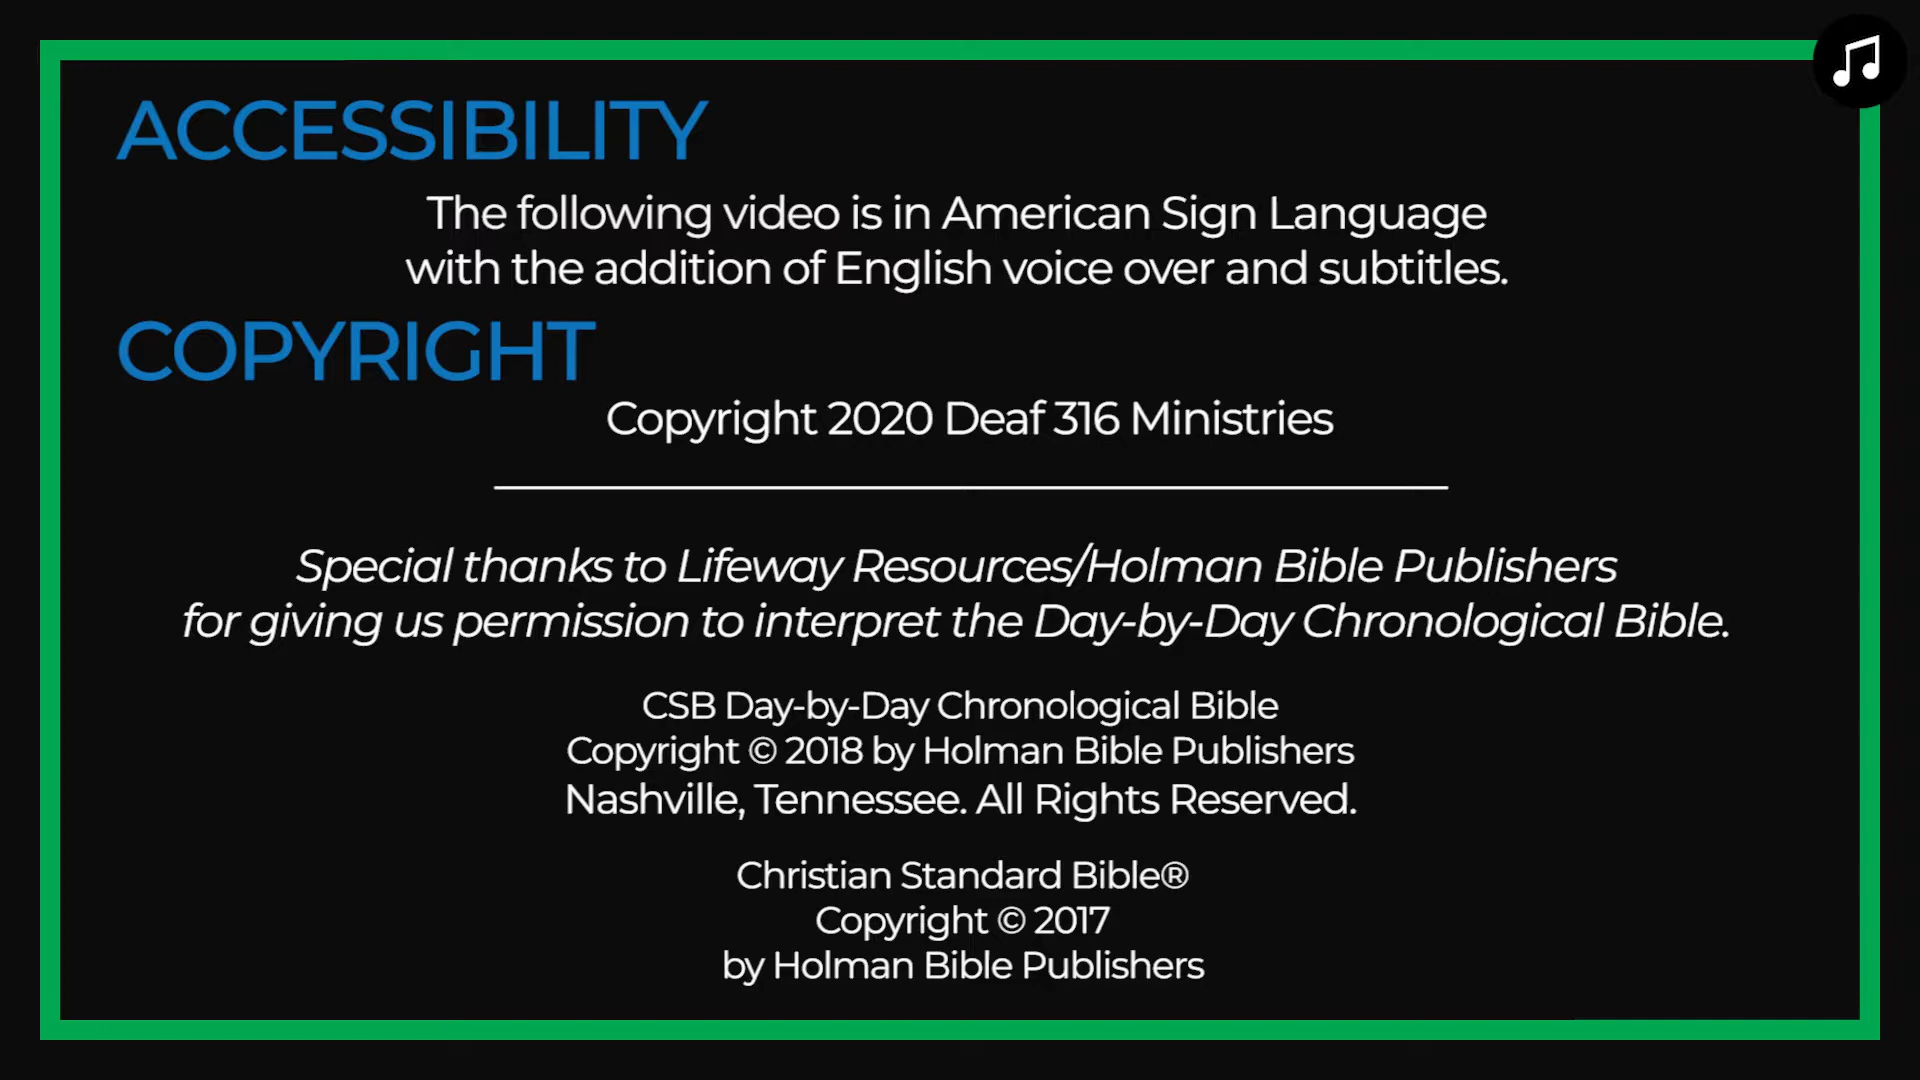 ACCESSIBILITY
The following video is in American Sign Language
with the addition of English voice over and subtitles.
COPYRIGHT
Copyright 2020 Deaf 316 Ministries
Special thanks to Lifeway Resources/Holman Bible Publishers
for giving us permission to interpret the Day-by-Day Chronological Bible.
CSB Day-by-Day Chronological Bible
Copyright © 2018 by Holman Bible Publishers
Nashville, Tennessee. All Rights Reserved.
Christian Standard Bible®
Copyright © 2017
by Holman Bible Publishers